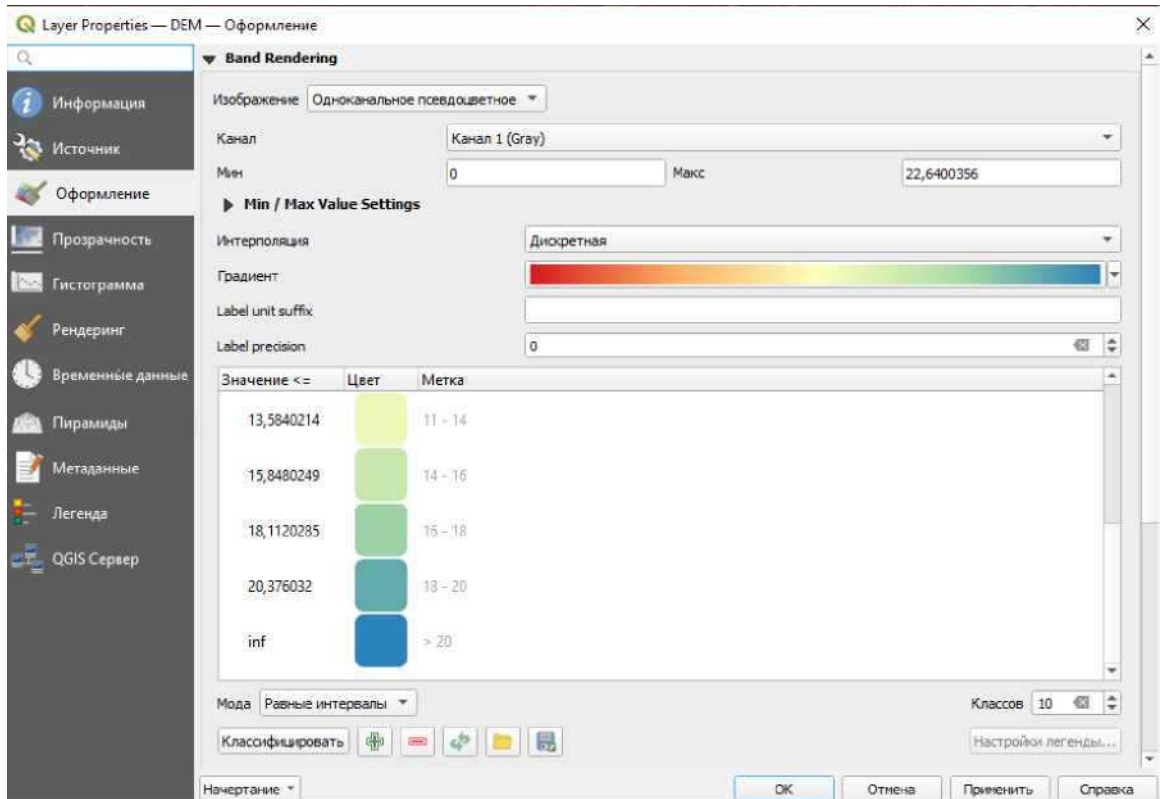 Layer Properties — DEM — Оформление
Информация
Источник
Оформление
Прозрачность
Гистограмма
Рендеринг
Временные данные
Пирамиды
Метаданные
Легенда
QGIS Сервер
Band Rendering
Изображение Одноканальное псевдоцветное
Канал Канал 1 (Gray)
Мин 0 Макс 22,6400356
Min / Max Value Settings
Интерполяция Дискретная
Градиент
Label unit suffix
Label precision 0
Значение <= Цвет Метка
13,5840214 11 - 14
15,8480249 14 - 16
18,1120285 16 - 18
20,376032 18 - 20
inf > 20
Мода Равные интервалы Классов 10
Классифицировать Настройки легенды...
Начертание OK Отмена Применить Справка